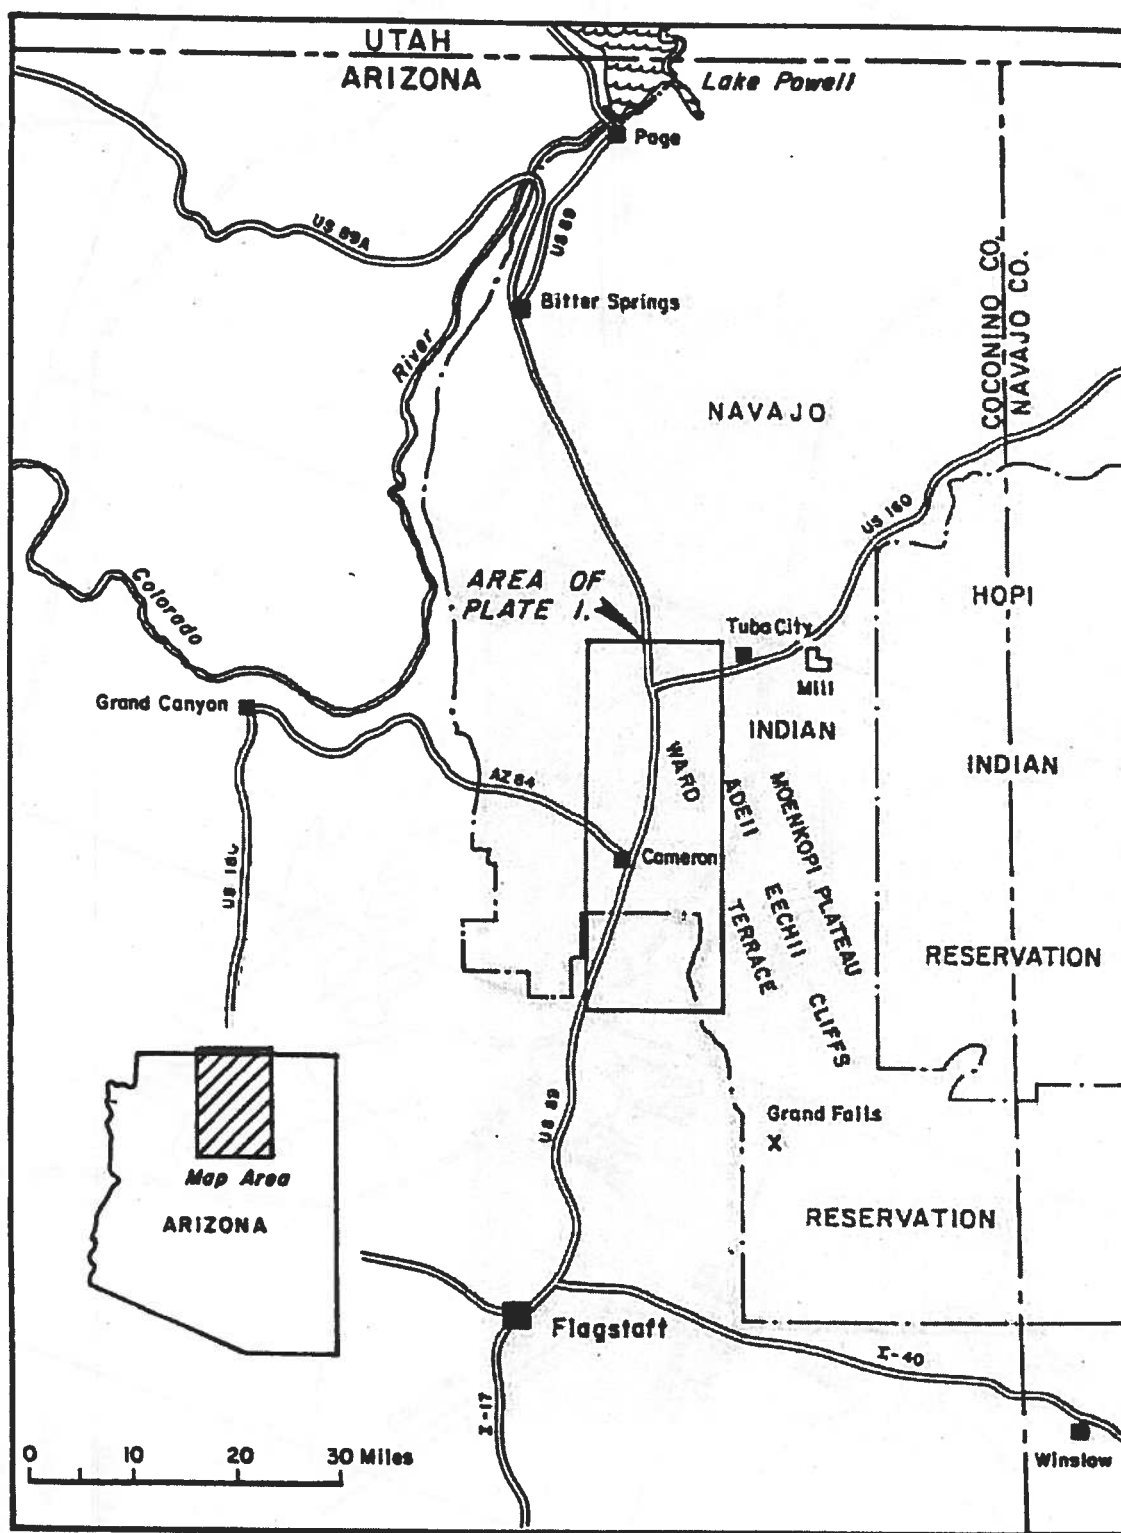 UTAH
ARIZONA
Lake Powell
Page
US 89A
US 89
Bitter Springs
COCONINO CO.
NAVAJO CO.
River
NAVAJO
US 160
Colorado
AREA OF
PLATE 1.
HOPI
Tuba City
Mill
Grand Canyon
INDIAN
INDIAN
WARD
TERRACE
ADEII
EECHII
CLIFFS
MOENKOPI PLATEAU
AZ 64
Cameron
US 180
RESERVATION
US 89
Grand Falls
X
Map Area
ARIZONA
RESERVATION
Flagstaff
I-40
I-17
0 10 20 30 Miles
Winslow